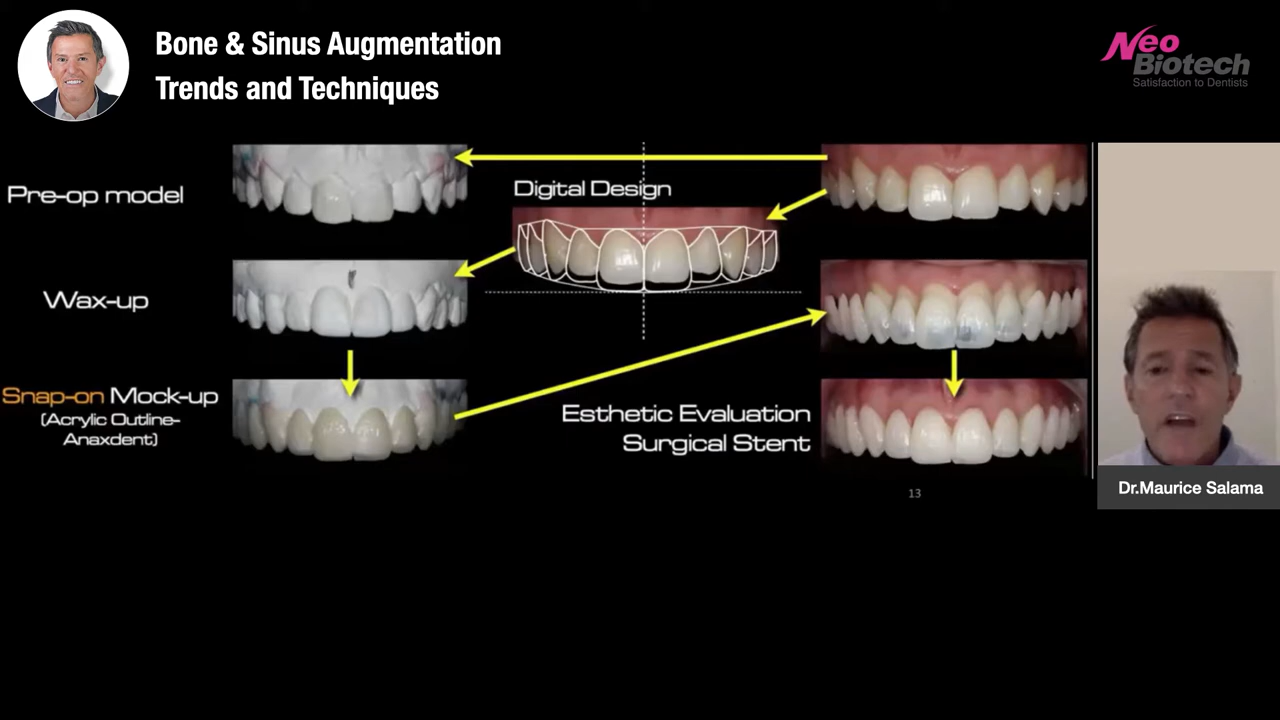 Bone & Sinus Augmentation
Trends and Techniques
Neo
Biotech
Satisfaction to Dentists
Pre-op model
Digital Design
Wax-up
Snap-on Mock-up
(Acrylic Outline-
Anaxdent)
Esthetic Evaluation
Surgical Stent
13
Dr.Maurice Salama